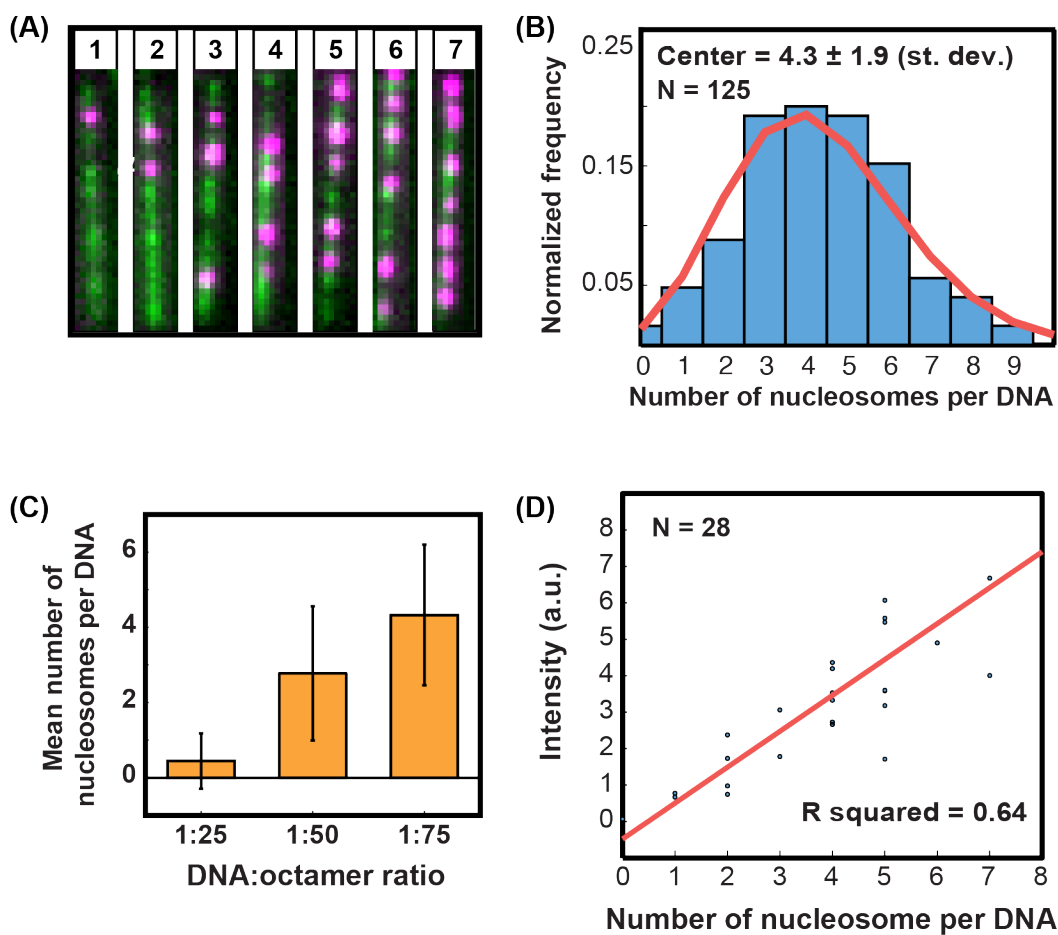 (A)
1 2 3 4 5 6 7
(B)
Normalized frequency
0.25
0.15
0.05
Center = 4.3 ± 1.9 (st. dev.)
N = 125
0 1 2 3 4 5 6 7 8 9
Number of nucleosomes per DNA
(C)
Mean number of
nucleosomes per DNA
6
4
2
0
1:25 1:50 1:75
DNA:octamer ratio
(D)
Intensity (a.u.)
8
7
6
5
4
3
2
1
0
N = 28
R squared = 0.64
0 1 2 3 4 5 6 7 8
Number of nucleosome per DNA